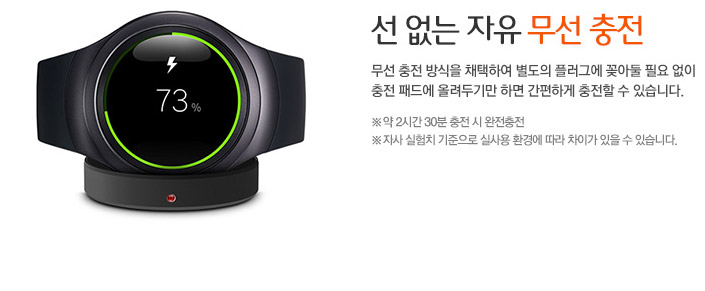 선 없는 자유 무선 충전
무선 충전 방식을 채택하여 별도의 플러그에 꽂아둘 필요 없이
충전 패드에 올려두기만 하면 간편하게 충전할 수 있습니다.
※ 약 2시간 30분 충전 시 완전충전
※ 자사 실험치 기준으로 실사용 환경에 따라 차이가 있을 수 있습니다.
73 %